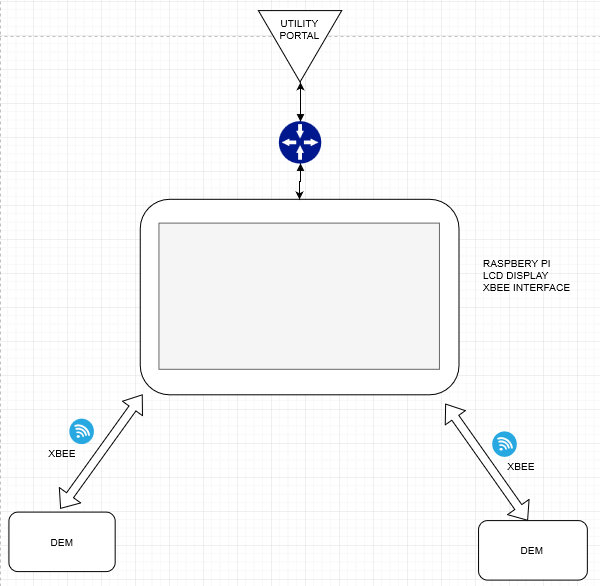 UTILITY
PORTAL
RASPBERY PI
LCD DISPLAY
XBEE INTERFACE
XBEE
XBEE
DEM
DEM